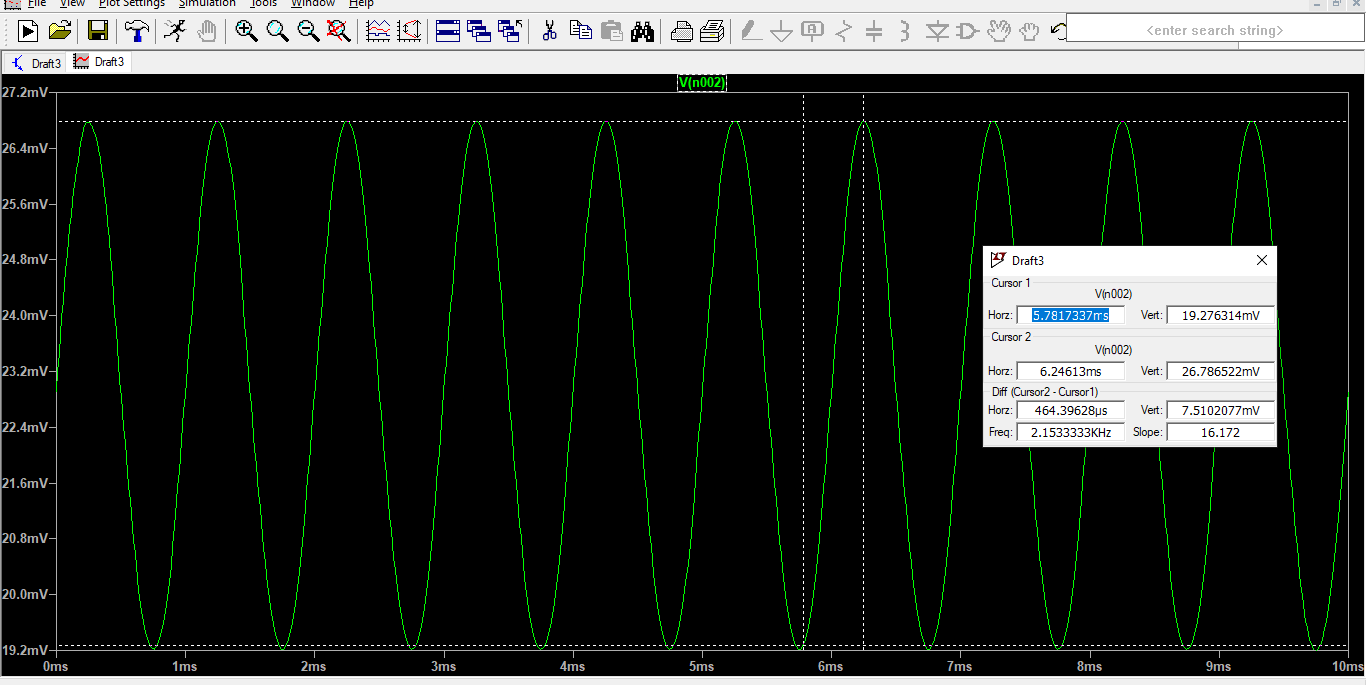 File View Plot Settings Simulation Tools Window Help
<enter search string>
Draft3 Draft3
V(n002)
27.2mV
26.4mV
25.6mV
24.8mV
24.0mV
23.2mV
22.4mV
21.6mV
20.8mV
20.0mV
19.2mV
0ms 1ms 2ms 3ms 4ms 5ms 6ms 7ms 8ms 9ms 10ms
Draft3
Cursor 1
V(n002)
Horz: 5.7817337ms Vert: 19.276314mV
Cursor 2
V(n002)
Horz: 6.24613ms Vert: 26.786522mV
Diff (Cursor2 - Cursor1)
Horz: 464.39628µs Vert: 7.5102077mV
Freq: 2.1533333KHz Slope: 16.172